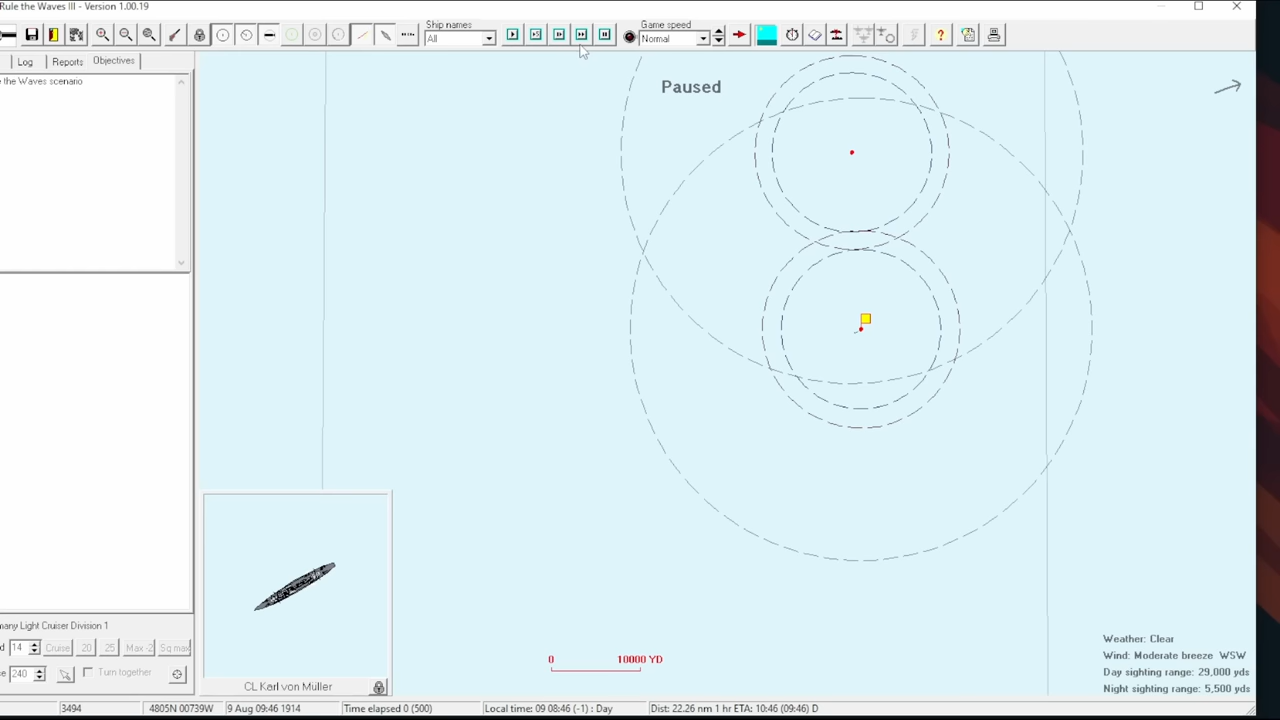 Rule the Waves III - Version 1.00.19
Ship names
All
Game speed
Normal
Log
Reports
Objectives
the Waves scenario
Paused
CL Karl von Müller
many Light Cruiser Division 1
14
Cruise
20
25
Max -2
Sq max
240
Turn together
0
10000 YD
Weather: Clear
Wind: Moderate breeze WSW
Day sighting range: 29,000 yds
Night sighting range: 5,500 yds
3494
4805N 00739W
9 Aug 09:46 1914
Time elapsed 0 (500)
Local time: 09 08:46 (-1) : Day
Dist: 22.26 nm 1 hr ETA: 10:46 (09:46) D